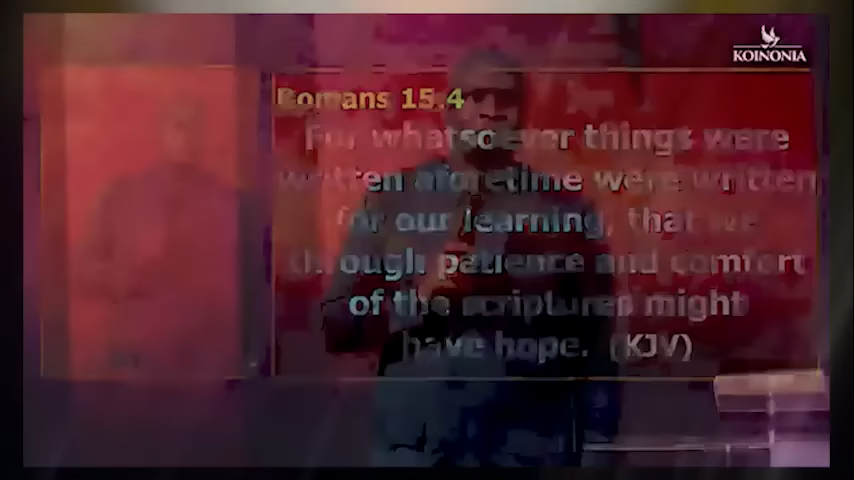 KOINONIA
Romans 15.4
For whatsoever things were
written aforetime were written
for our learning, that we
through patience and comfort
of the scriptures might
have hope. (KJV)